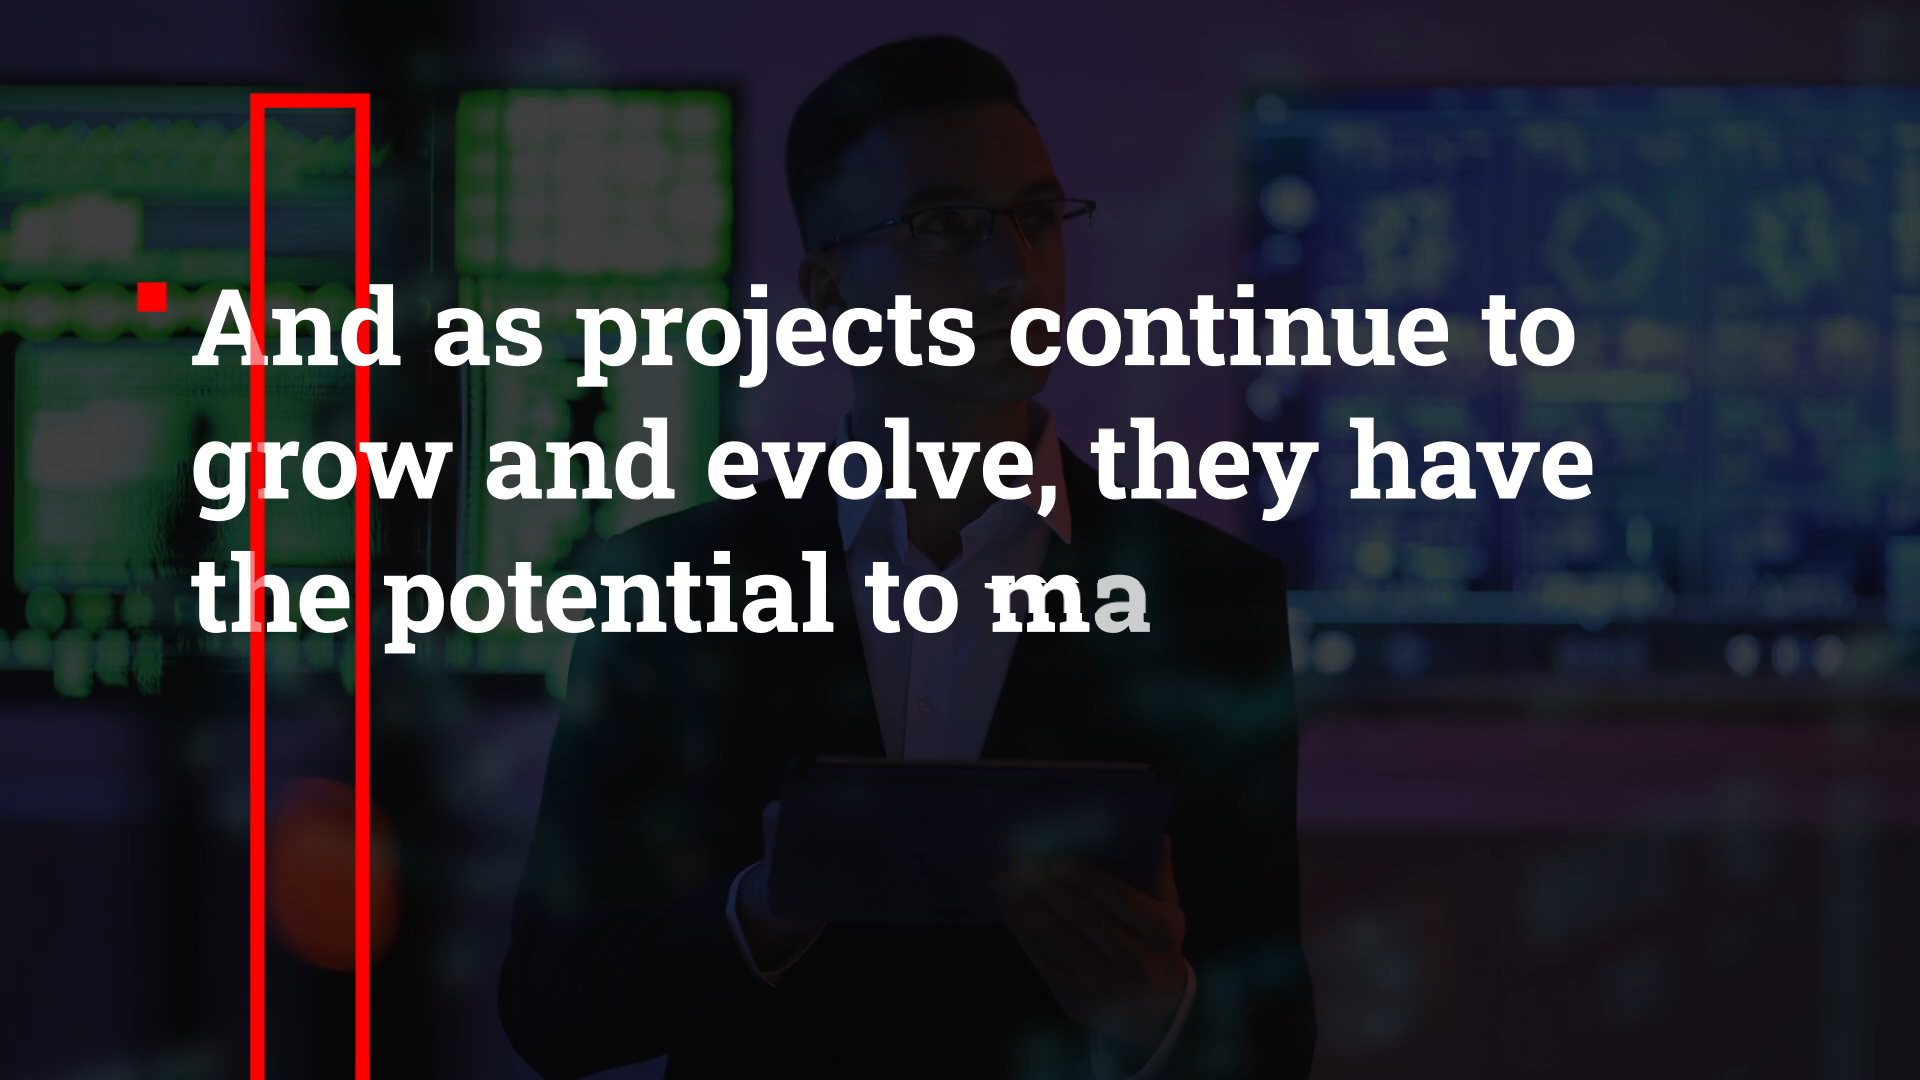 And as projects continue to
grow and evolve, they have
the potential to ma